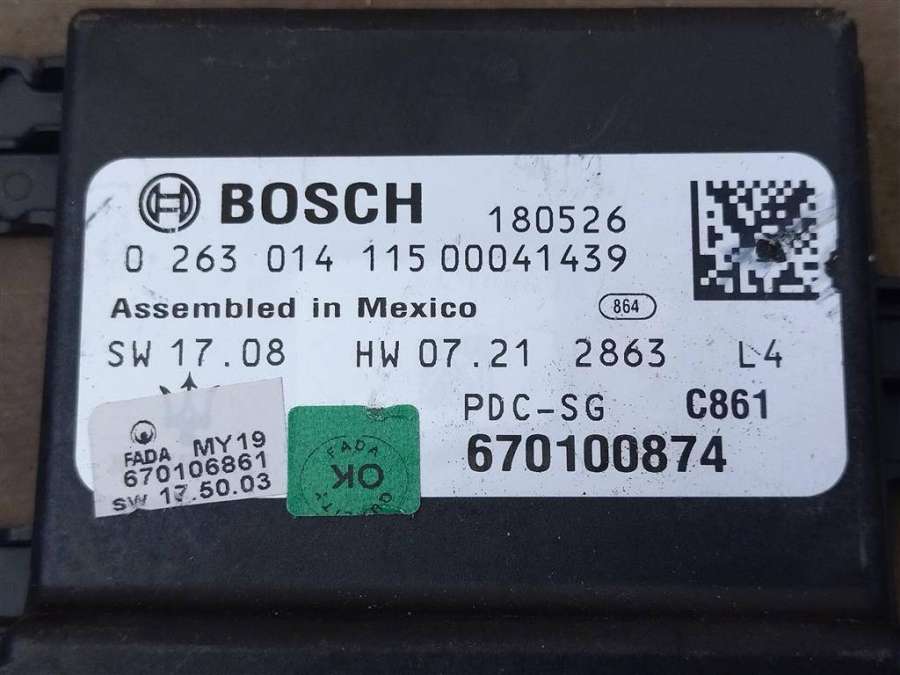 BOSCH 180526
0 263 014 115 00041439
Assembled in Mexico 864
SW 17.08 HW 07.21 2863 L4
PDC-SG C861
670100874
FADA MY19
670106861
SW 17.50.03
FADA
OK